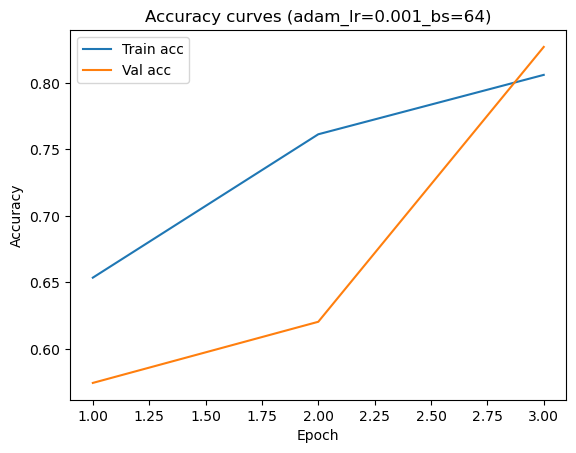 Accuracy curves (adam_lr=0.001_bs=64)
Train acc
Val acc
Accuracy
0.80
0.75
0.70
0.65
0.60
1.00 1.25 1.50 1.75 2.00 2.25 2.50 2.75 3.00
Epoch